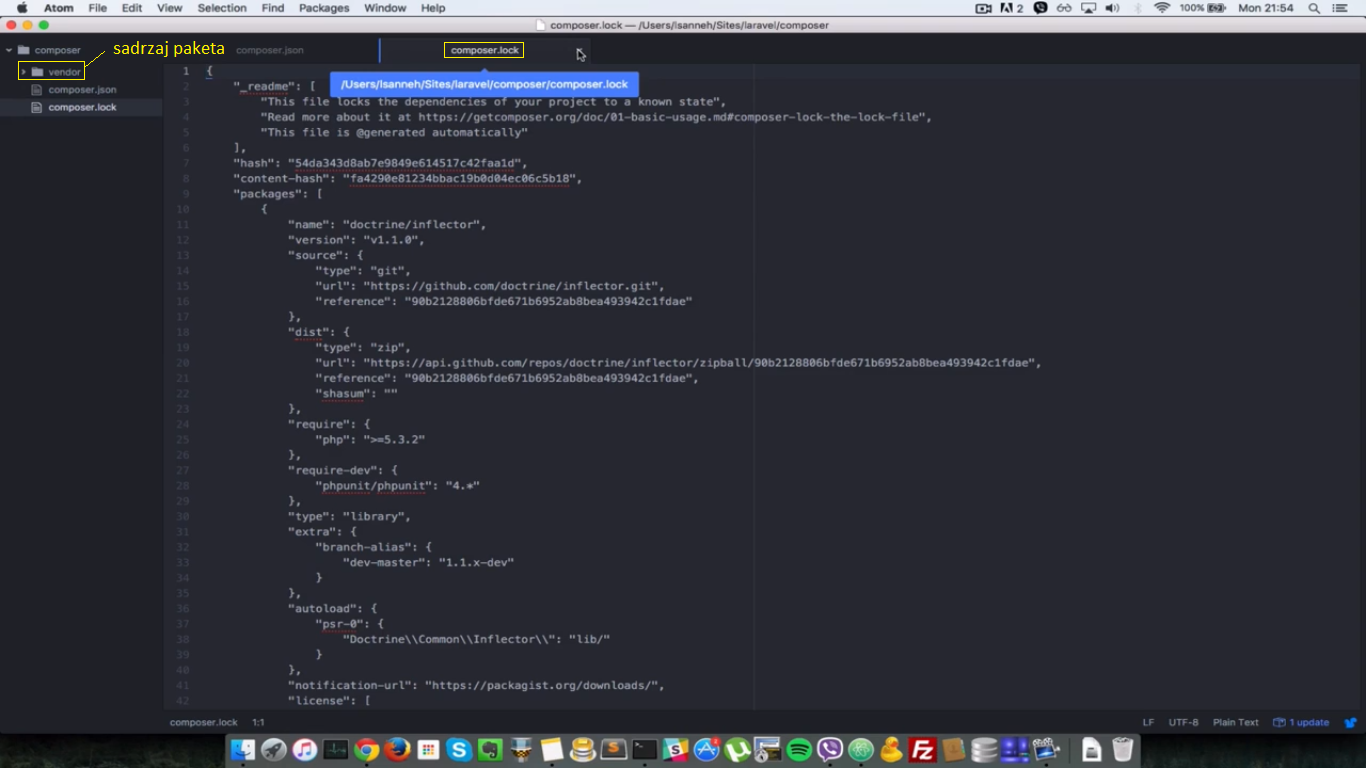 Atom File Edit View Selection Find Packages Window Help 2 100% Mon 21:54
composer.lock — /Users/lsanneh/Sites/laravel/composer
composer
vendor
composer.json
composer.lock
sadrzaj paketa
composer.json composer.lock
/Users/lsanneh/Sites/laravel/composer/composer.lock
1 {
2 "_readme": [
3 "This file locks the dependencies of your project to a known state",
4 "Read more about it at https://getcomposer.org/doc/01-basic-usage.md#composer-lock-the-lock-file",
5 "This file is @generated automatically"
6 ],
7 "hash": "54da343d8ab7e9849e614517c42faa1d",
8 "content-hash": "fa4290e81234bbac19b0d04ec06c5b18",
9 "packages": [
10 {
11 "name": "doctrine/inflector",
12 "version": "v1.1.0",
13 "source": {
14 "type": "git",
15 "url": "https://github.com/doctrine/inflector.git",
16 "reference": "90b2128806bfde671b6952ab8bea493942c1fdae"
17 },
18 "dist": {
19 "type": "zip",
20 "url": "https://api.github.com/repos/doctrine/inflector/zipball/90b2128806bfde671b6952ab8bea493942c1fdae",
21 "reference": "90b2128806bfde671b6952ab8bea493942c1fdae",
22 "shasum": ""
23 },
24 "require": {
25 "php": ">=5.3.2"
26 },
27 "require-dev": {
28 "phpunit/phpunit": "4.*"
29 },
30 "type": "library",
31 "extra": {
32 "branch-alias": {
33 "dev-master": "1.1.x-dev"
34 }
35 },
36 "autoload": {
37 "psr-0": {
38 "Doctrine\\Common\\Inflector\\": "lib/"
39 }
40 },
41 "notification-url": "https://packagist.org/downloads/",
42 "license": [
composer.lock 1:1 LF UTF-8 Plain Text 1 update